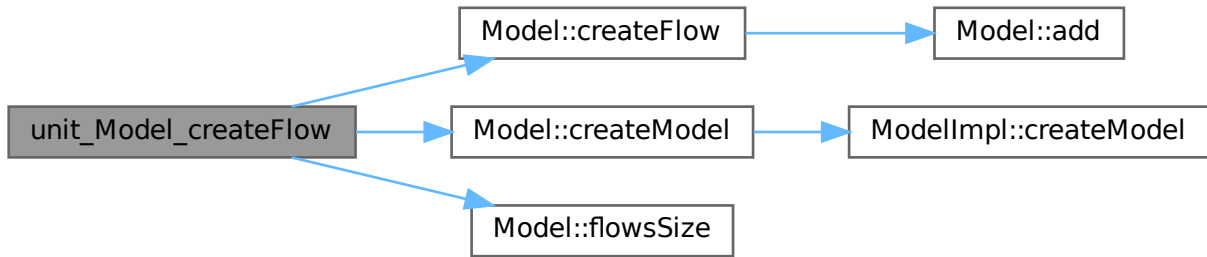 Model::createFlow
Model::add
unit_Model_createFlow
Model::createModel
ModelImpl::createModel
Model::flowsSize